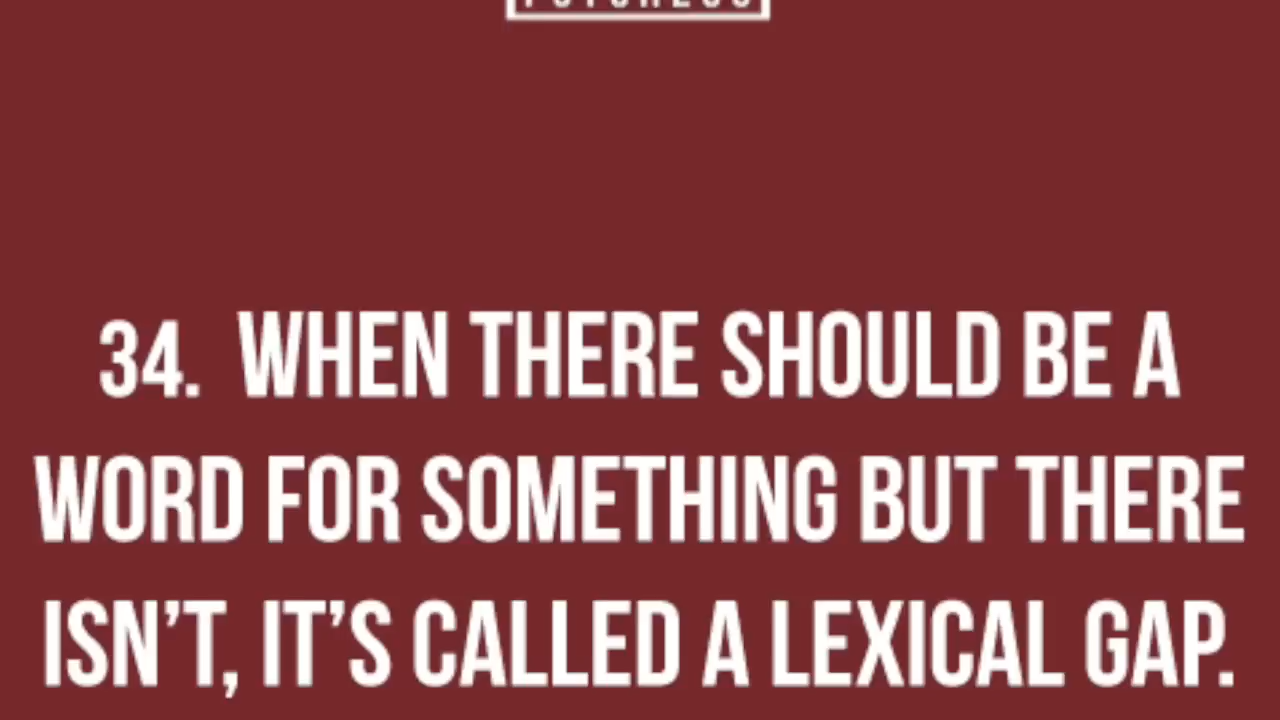 34. WHEN THERE SHOULD BE A
WORD FOR SOMETHING BUT THERE
ISN’T, IT’S CALLED A LEXICAL GAP.